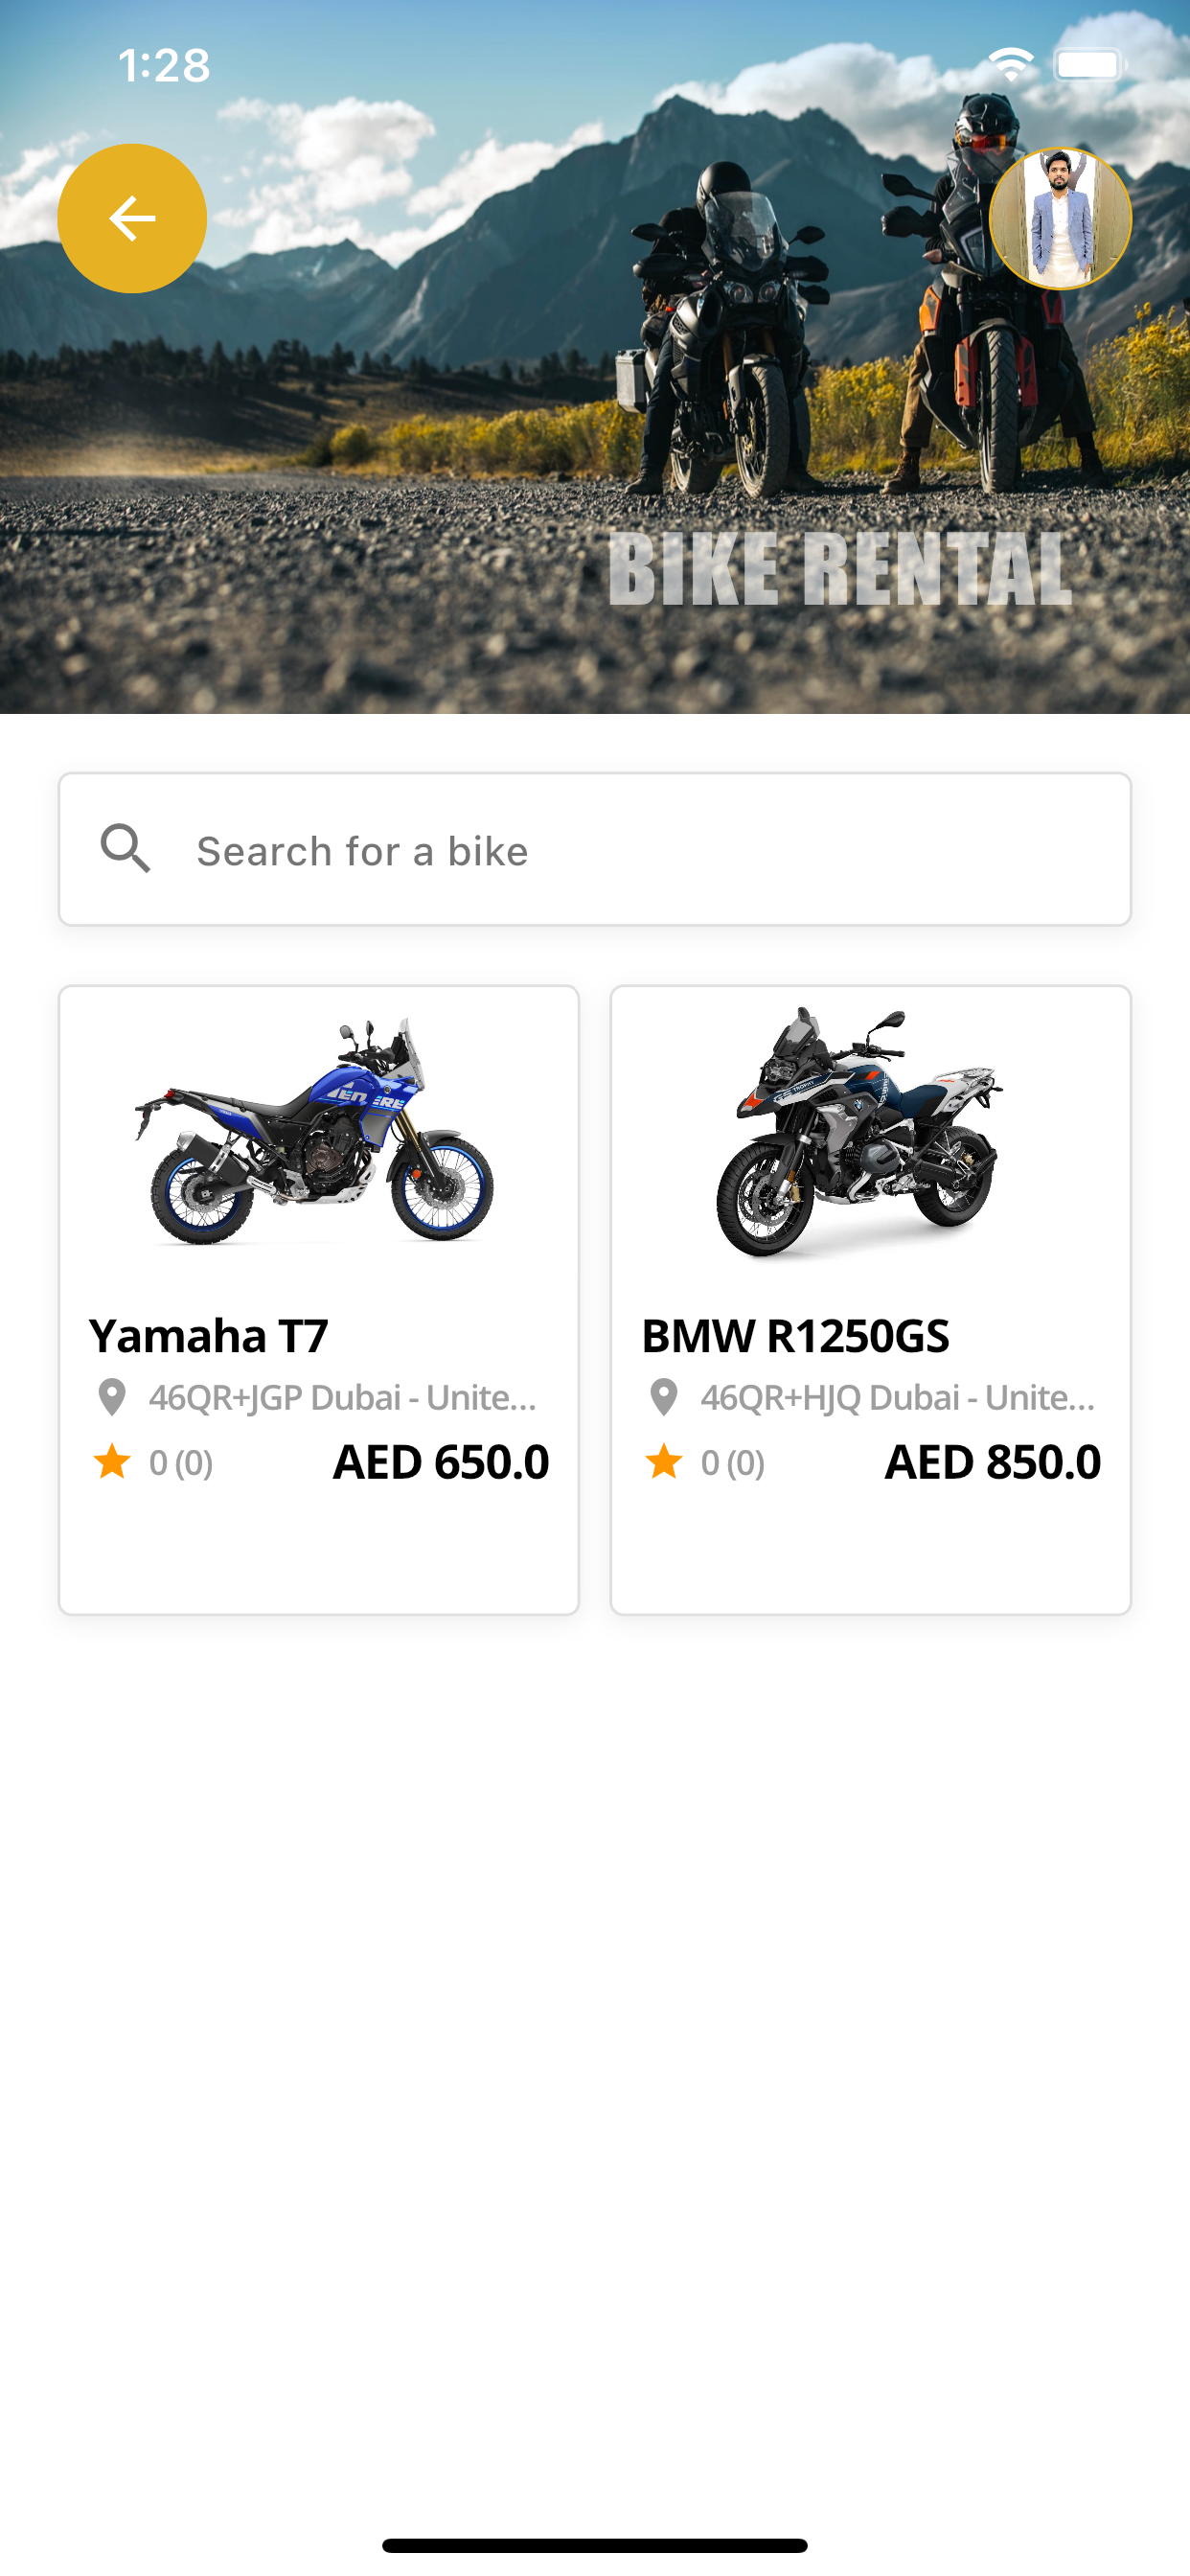 1:28
BIKE RENTAL
Search for a bike
Yamaha T7
46QR+JGP Dubai - Unite...
0 (0)
AED 650.0
BMW R1250GS
46QR+HJQ Dubai - Unite...
0 (0)
AED 850.0